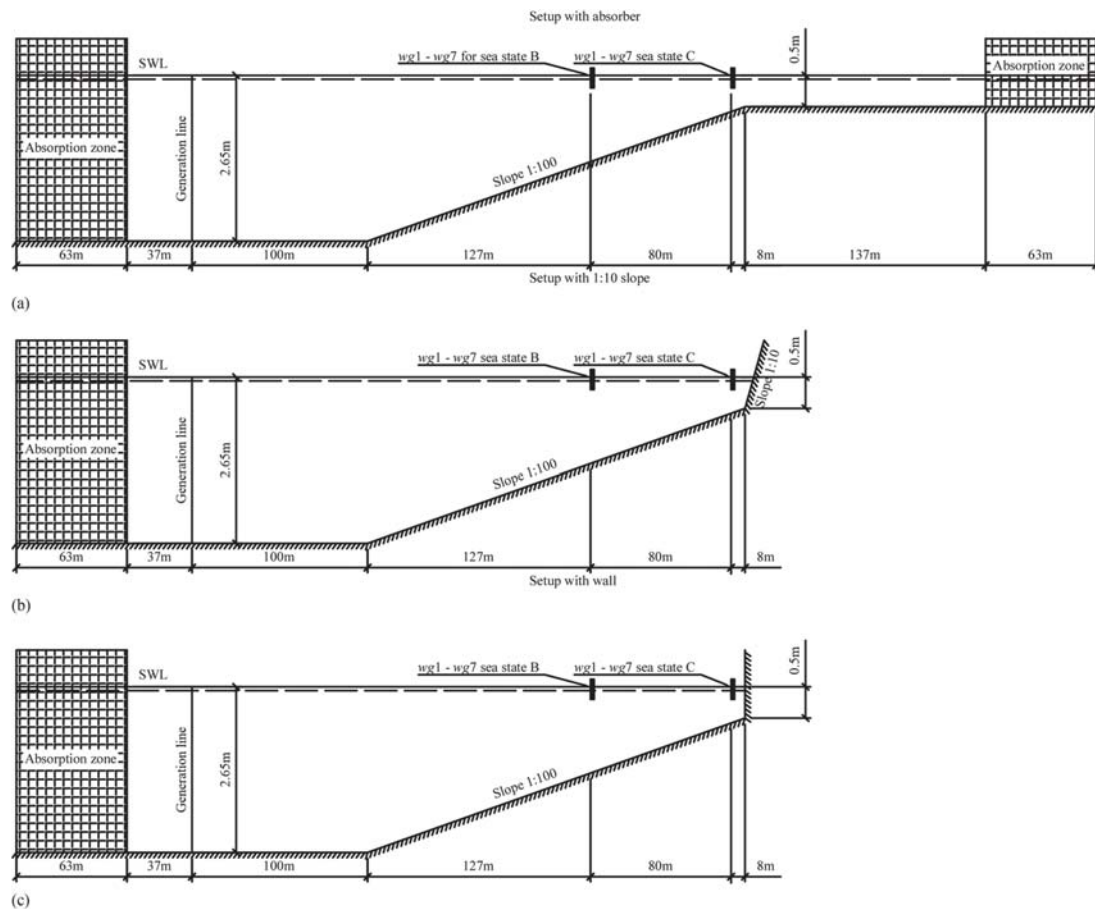 Setup with absorber
SWL
wg1 - wg7 for sea state B
wg1 - wg7 sea state C
0.5m
Absorption zone
Absorption zone
Generation line
2.65m
Slope 1:100
63m
37m
100m
127m
80m
8m
137m
63m
(a)
Setup with 1:10 slope
SWL
wg1 - wg7 sea state B
wg1 - wg7 sea state C
Slope 1:10
0.5m
Absorption zone
Generation line
2.65m
Slope 1:100
63m
37m
100m
127m
80m
8m
(b)
Setup with wall
SWL
wg1 - wg7 sea state B
wg1 - wg7 sea state C
0.5m
Absorption zone
Generation line
2.65m
Slope 1:100
63m
37m
100m
127m
80m
8m
(c)